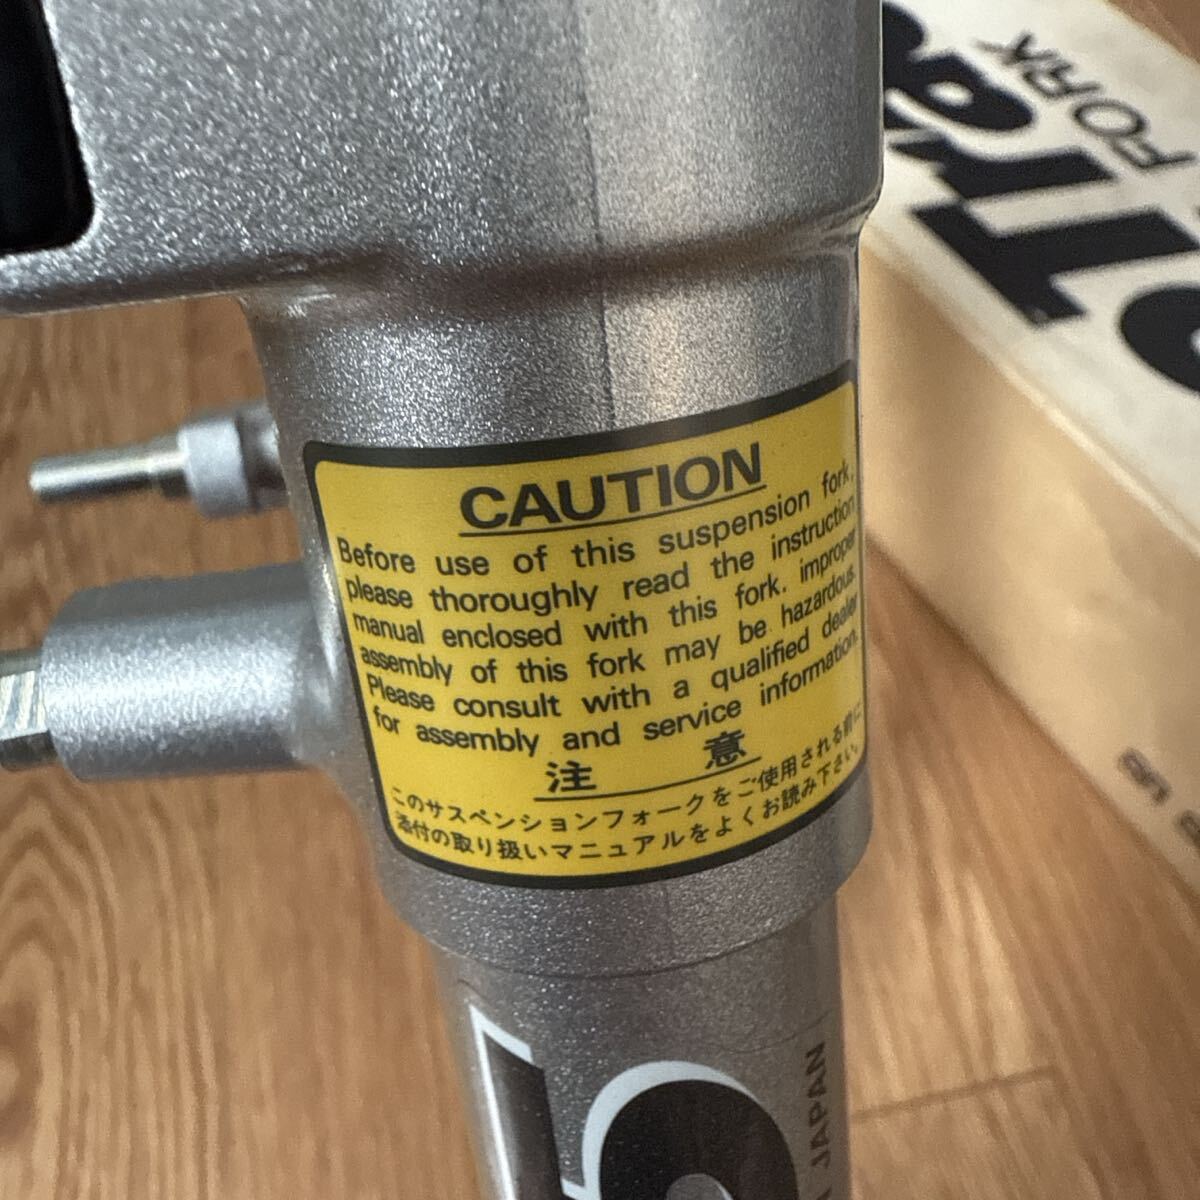 CAUTION
Before use of this suspension fork,
please thoroughly read the instruction
manual enclosed with this fork. improper
assembly of this fork may be hazardous.
Please consult with a qualified dealer
for assembly and service information.
注 意
このサスペンションフォークをご使用される前に
添付の取り扱いマニュアルをよくお読み下さい。
JAPAN
FORK